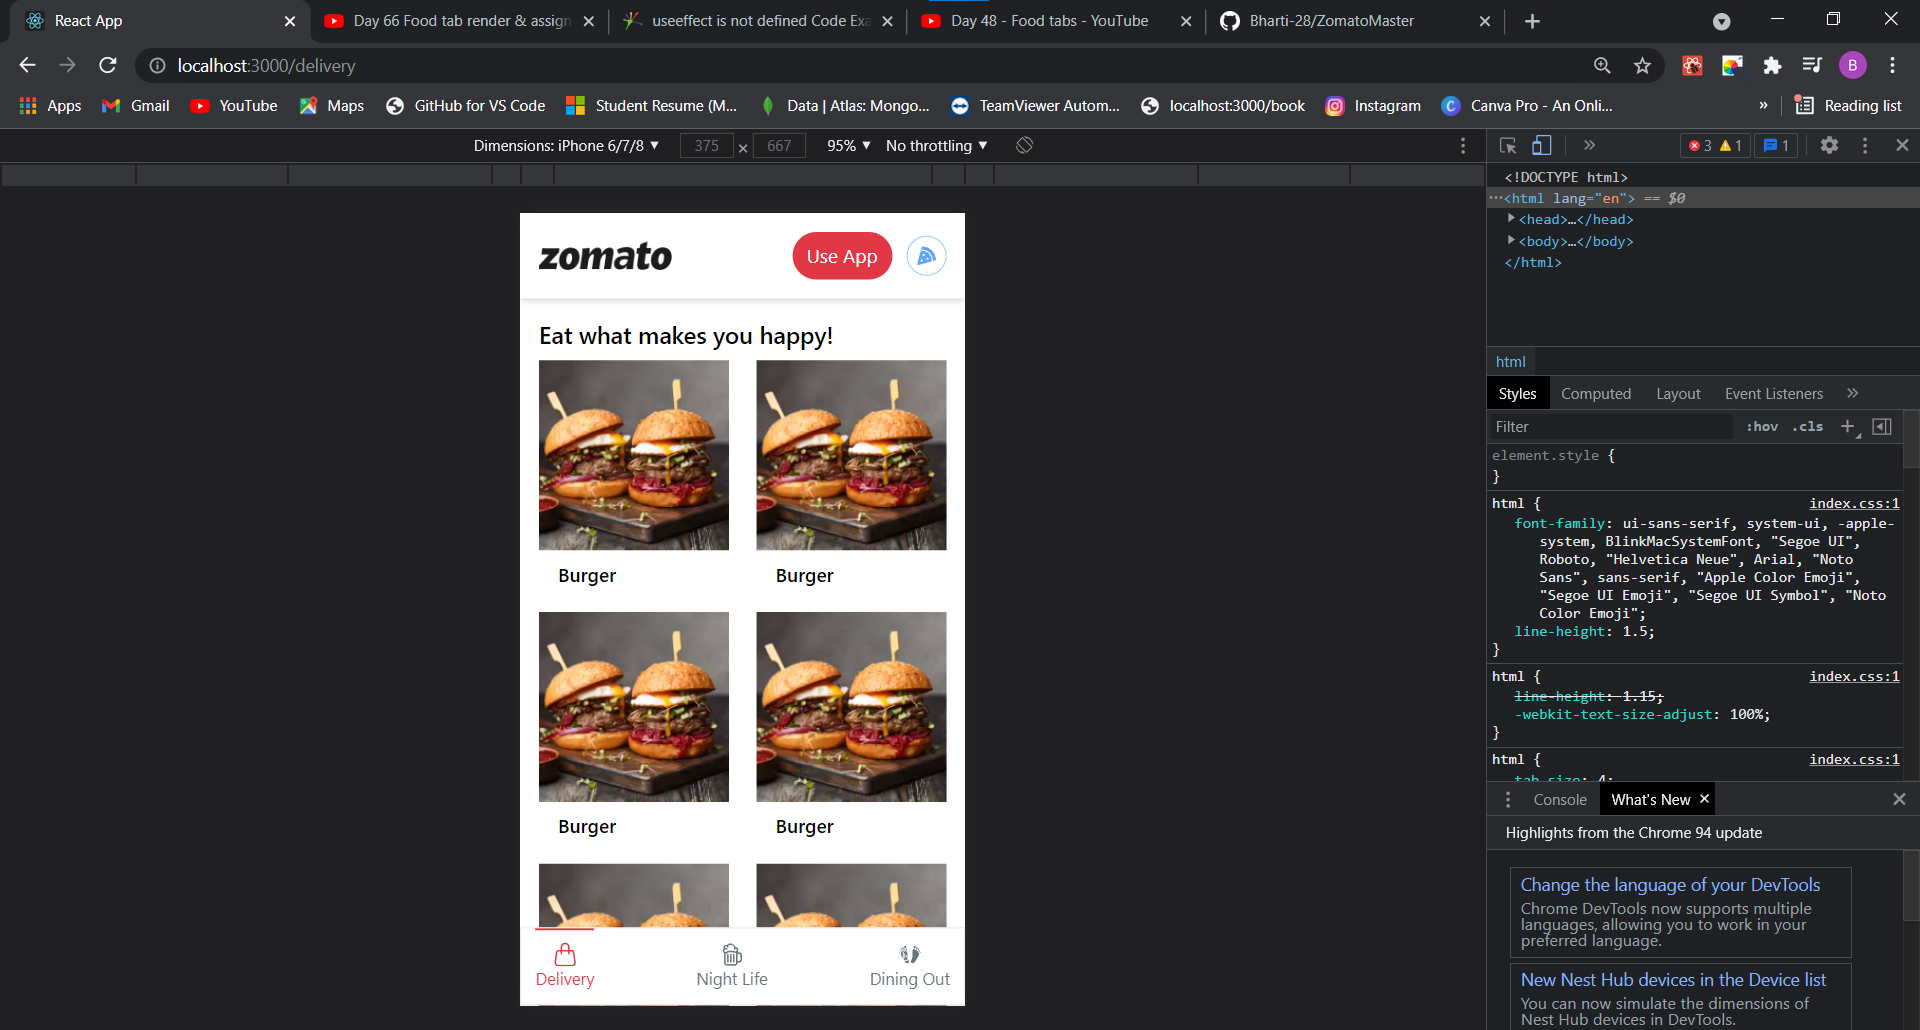 React App
Day 66 Food tab render & assign
useeffect is not defined Code Exa
Day 48 - Food tabs - YouTube
Bharti-28/ZomatoMaster
localhost:3000/delivery
B
Apps
Gmail
YouTube
Maps
GitHub for VS Code
Student Resume (M...
Data | Atlas: Mongo...
TeamViewer Autom...
localhost:3000/book
Instagram
Canva Pro - An Onli...
»
Reading list
Dimensions: iPhone 6/7/8 ▼
375 × 667
95% ▼
No throttling ▼
» 3 1 1
zomato
Use App
Eat what makes you happy!
Burger
Burger
Burger
Burger
Delivery
Night Life
Dining Out
<!DOCTYPE html>
···<html lang="en"> == $0
<head>…</head>
<body>…</body>
</html>
html
Styles Computed Layout Event Listeners »
Filter :hov .cls +
element.style {
}
html { index.css:1
font-family: ui-sans-serif, system-ui, -apple-
system, BlinkMacSystemFont, "Segoe UI",
Roboto, "Helvetica Neue", Arial, "Noto
Sans", sans-serif, "Apple Color Emoji",
"Segoe UI Emoji", "Segoe UI Symbol", "Noto
Color Emoji";
line-height: 1.5;
}
html { index.css:1
line-height: 1.15;
-webkit-text-size-adjust: 100%;
}
html { index.css:1
tab-size: 4;
Console What's New ×
Highlights from the Chrome 94 update
Change the language of your DevTools
Chrome DevTools now supports multiple
languages, allowing you to work in your
preferred language.
New Nest Hub devices in the Device list
You can now simulate the dimensions of
Nest Hub devices in DevTools.